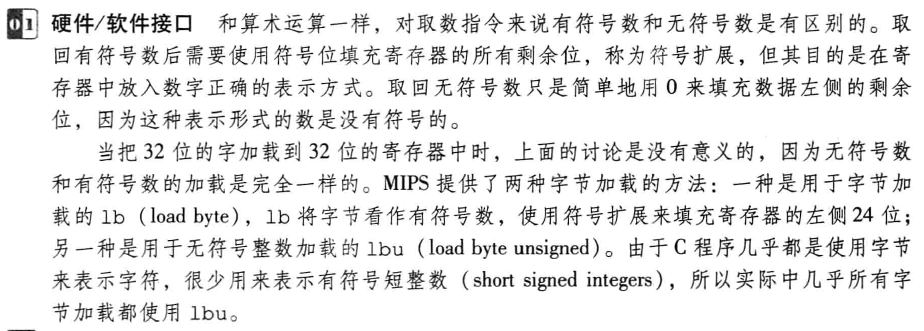 01 硬件/软件接口 和算术运算一样，对取数指令来说有符号数和无符号数是有区别的。取
回有符号数后需要使用符号位填充寄存器的所有剩余位，称为符号扩展，但其目的是在寄
存器中放入数字正确的表示方式。取回无符号数只是简单地用 0 来填充数据左侧的剩余
位，因为这种表示形式的数是没有符号的。
当把 32 位的字加载到 32 位的寄存器中时，上面的讨论是没有意义的，因为无符号数
和有符号数的加载是完全一样的。MIPS 提供了两种字节加载的方法：一种是用于字节加
载的 lb（load byte），lb 将字节看作有符号数，使用符号扩展来填充寄存器的左侧 24 位；
另一种是用于无符号整数加载的 lbu（load byte unsigned）。由于 C 程序几乎都是使用字节
来表示字符，很少用来表示有符号短整数（short signed integers），所以实际中几乎所有字
节加载都使用 lbu。